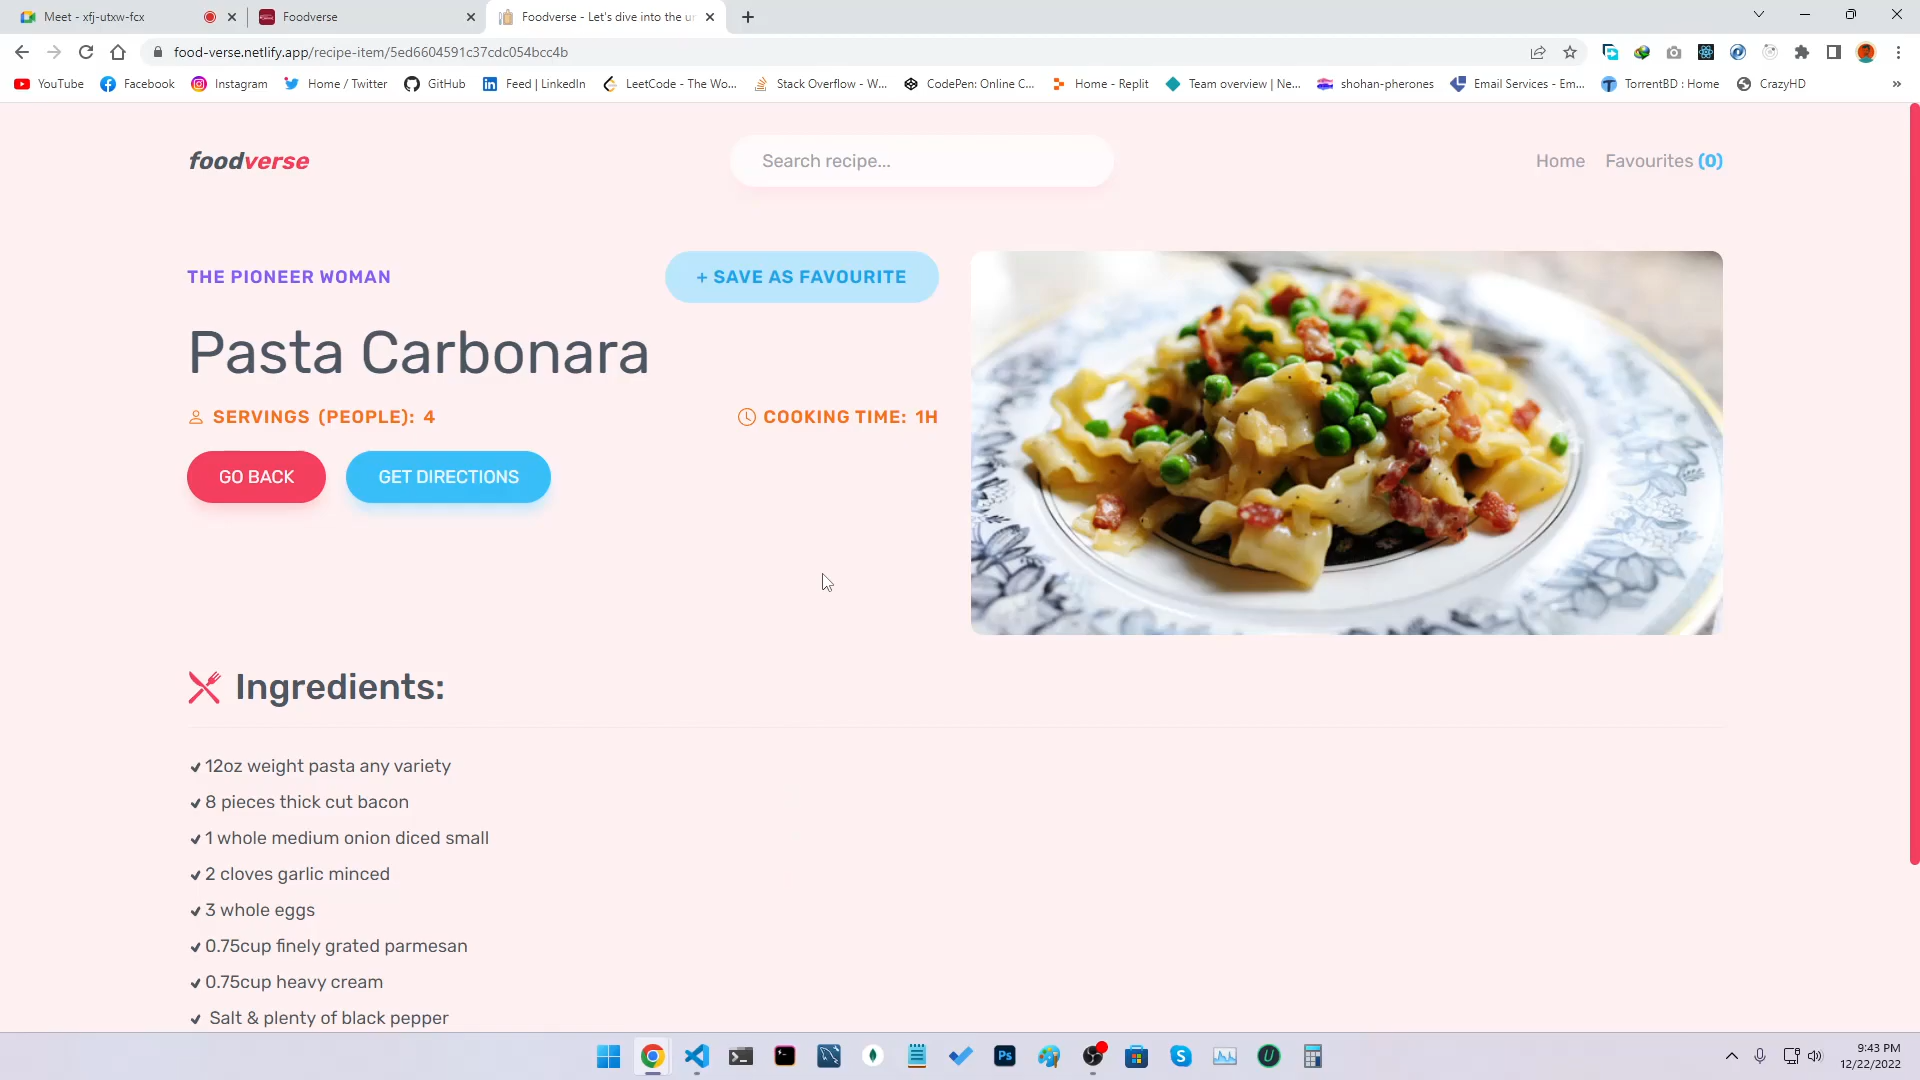 Meet - xfj-utxw-fcx
Foodverse
Foodverse - Let's dive into the ur
food-verse.netlify.app/recipe-item/5ed6604591c37cdc054bcc4b
YouTube
Facebook
Instagram
Home / Twitter
GitHub
Feed | LinkedIn
LeetCode - The Wo...
Stack Overflow - W...
CodePen: Online C...
Home - Replit
Team overview | Ne...
shohan-pherones
Email Services - Em...
TorrentBD : Home
CrazyHD
foodverse
Search recipe...
Home
Favourites (0)
THE PIONEER WOMAN
+ SAVE AS FAVOURITE
Pasta Carbonara
SERVINGS (PEOPLE): 4
COOKING TIME: 1H
GO BACK
GET DIRECTIONS
Ingredients:
12oz weight pasta any variety
8 pieces thick cut bacon
1 whole medium onion diced small
2 cloves garlic minced
3 whole eggs
0.75cup finely grated parmesan
0.75cup heavy cream
Salt & plenty of black pepper
Ps
9:43 PM
12/22/2022